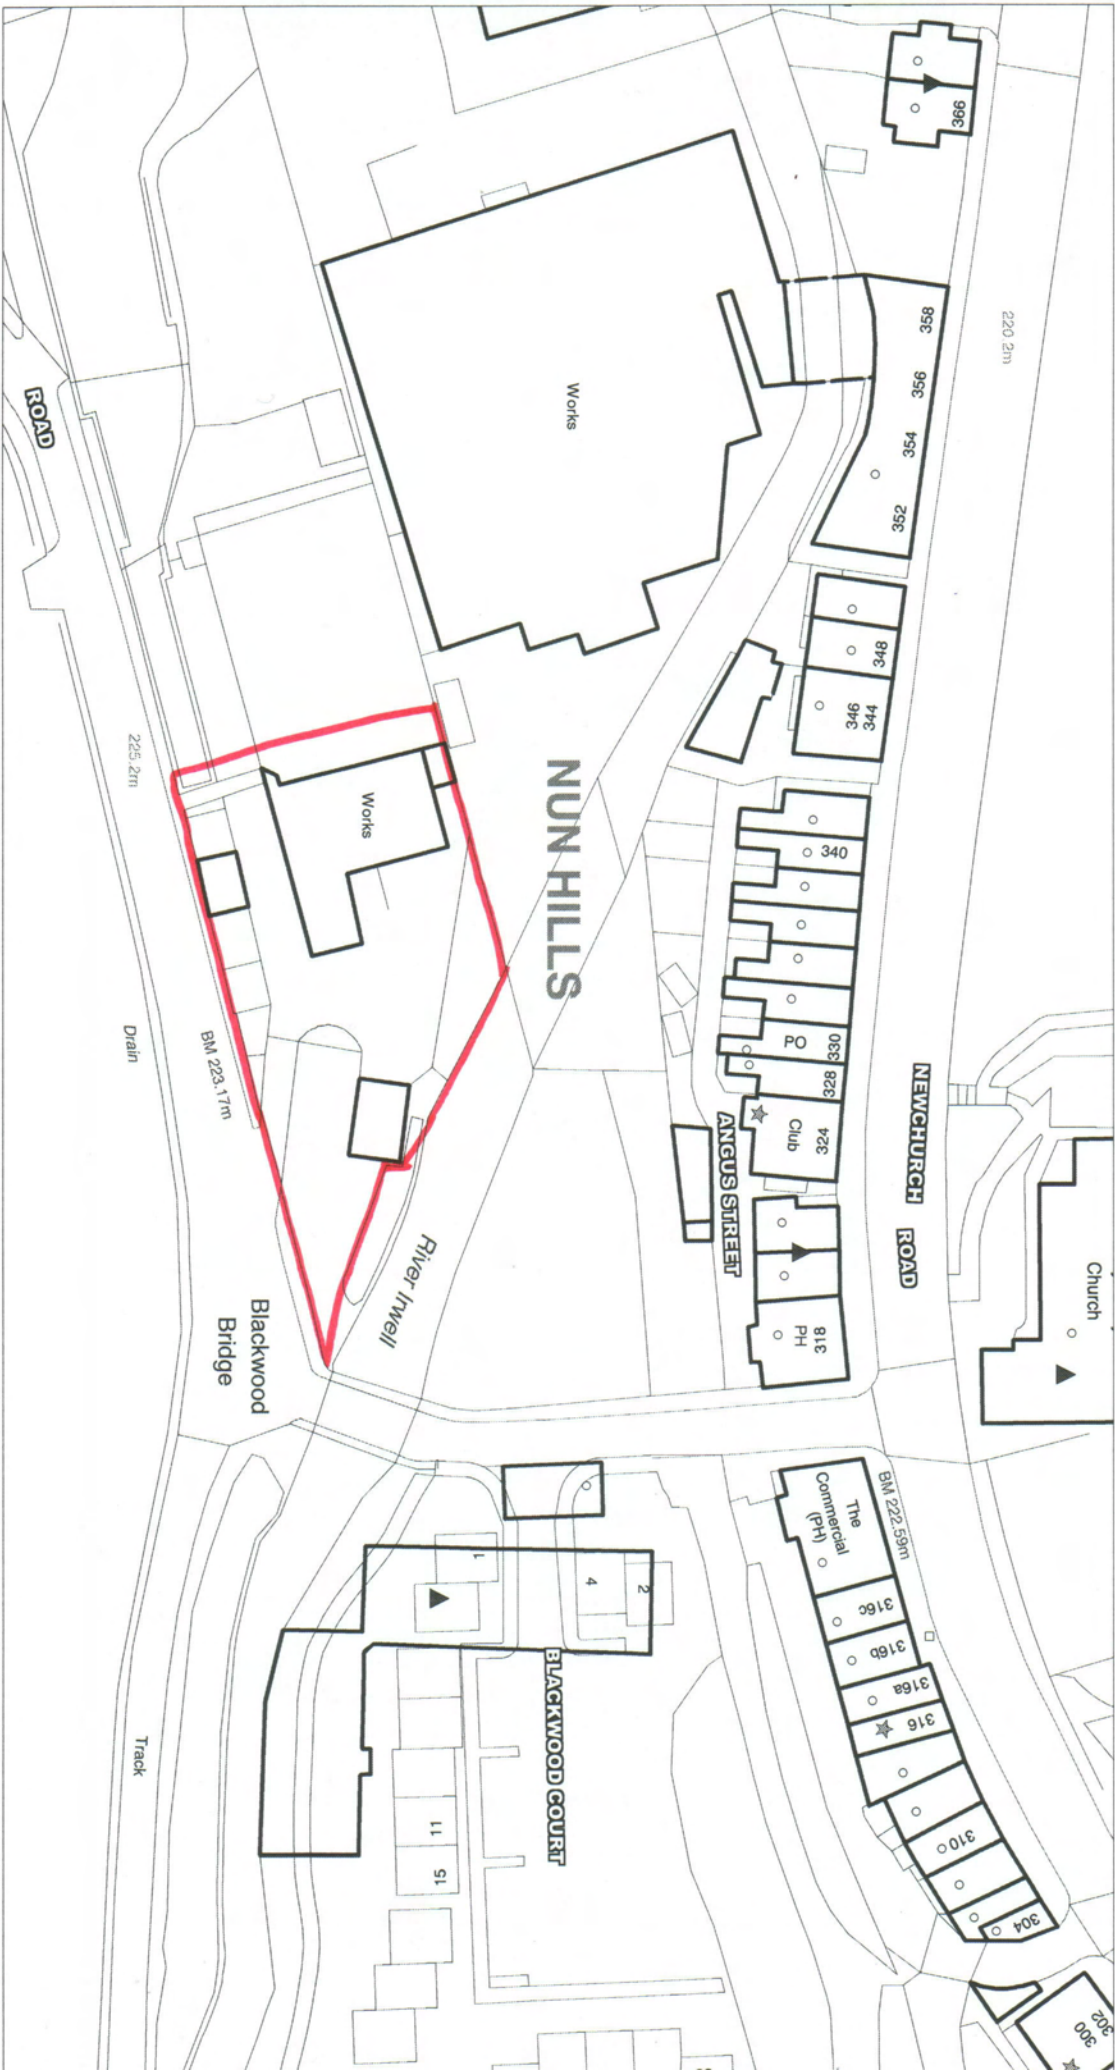 366
220.2m
358
356
354
352
Works
348
346
344
NUN HILLS
340
PO
330
328
324
Club
NEWCHURCH ROAD
ANGUS STREET
318
PH
Church
ROAD
225.2m
Works
Drain
BM 223.17m
River Irwell
Blackwood
Bridge
BM 222.59m
The
Commercial
(PH)
316c
316b
316a
316
310
304
302
300
1
4
2
BLACKWOOD COURT
11
15
Track